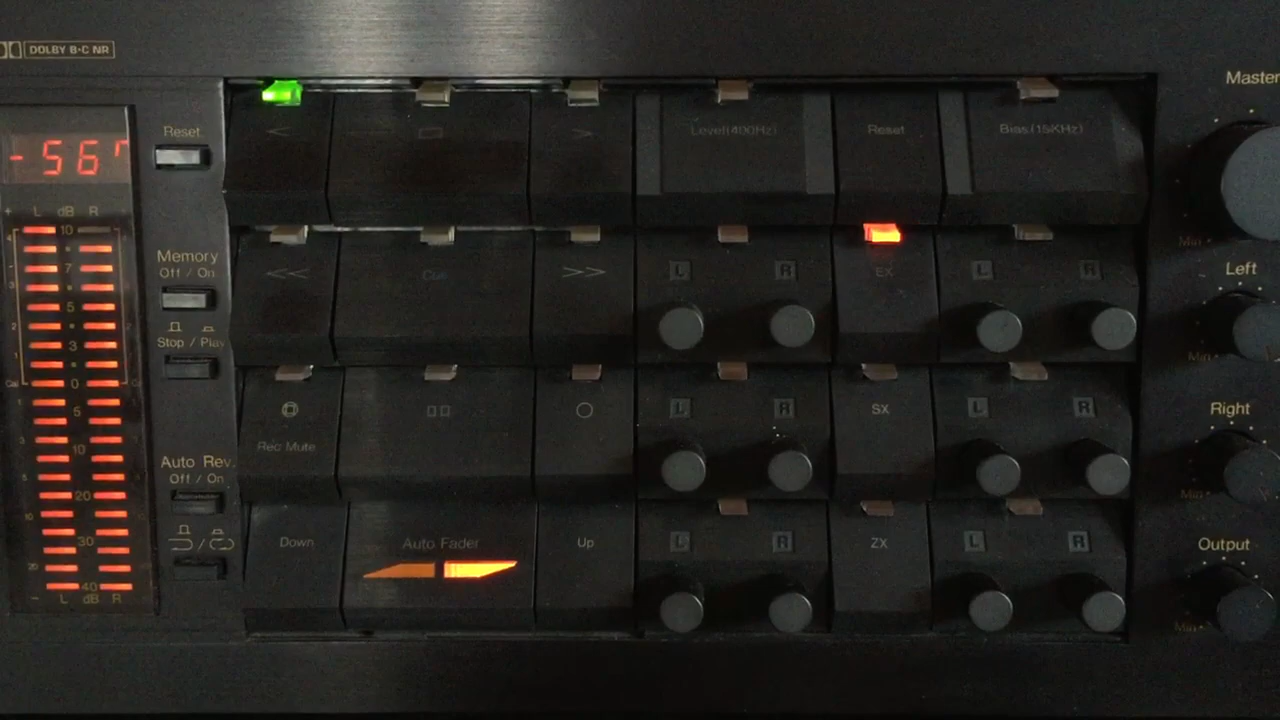 DOLBY B·C NR
Master
Reset
-567
< □ > Level(400Hz) Reset Bias(15KHz)
+ L dB R
10
7
5
3
0
5
10
20
30
40
- L dB R
Memory
Off / On
Stop / Play
Auto Rev.
Off / On
<< Cue >>
L R EX L R
Rec Mute
L R SX L R
Down Auto Fader Up L R ZX L R
Min
Left
Min
Right
Min
Output
Min